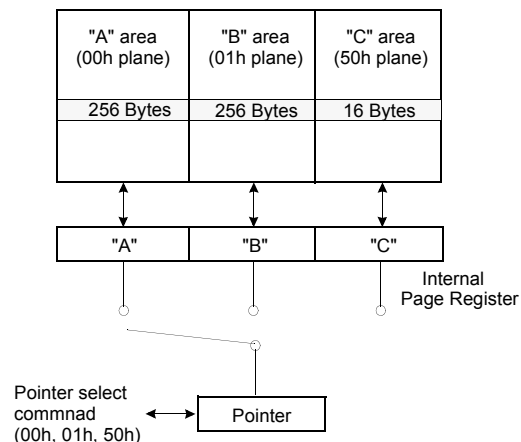 "A" area "B" area "C" area
(00h plane) (01h plane) (50h plane)
256 Bytes 256 Bytes 16 Bytes
"A" "B" "C"
Internal
Page Register
Pointer select
commnad
(00h, 01h, 50h)
Pointer